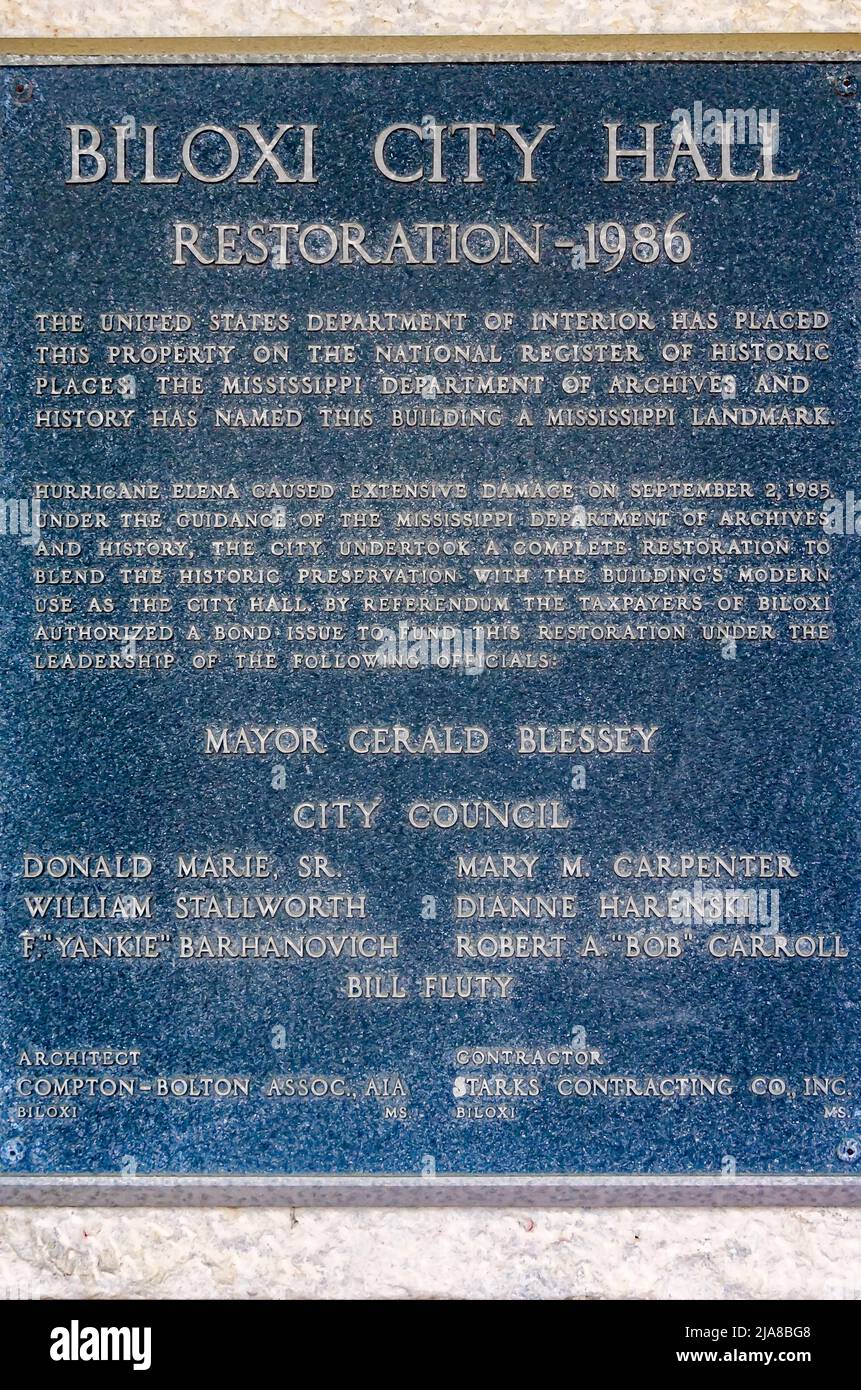 BILOXI CITY HALL
RESTORATION-1986
THE UNITED STATES DEPARTMENT OF INTERIOR HAS PLACED
THIS PROPERTY ON THE NATIONAL REGISTER OF HISTORIC
PLACES. THE MISSISSIPPI DEPARTMENT OF ARCHIVES AND
HISTORY HAS NAMED THIS BUILDING A MISSISSIPPI LANDMARK.
HURRICANE ELENA CAUSED EXTENSIVE DAMAGE ON SEPTEMBER 2, 1985.
UNDER THE GUIDANCE OF THE MISSISSIPPI DEPARTMENT OF ARCHIVES
AND HISTORY, THE CITY UNDERTOOK A COMPLETE RESTORATION TO
BLEND THE HISTORIC PRESERVATION WITH THE BUILDING'S MODERN
USE AS THE CITY HALL. BY REFERENDUM THE TAXPAYERS OF BILOXI
AUTHORIZED A BOND ISSUE TO FUND THIS RESTORATION UNDER THE
LEADERSHIP OF THE FOLLOWING OFFICIALS:
MAYOR GERALD BLESSEY
CITY COUNCIL
DONALD MARIE, SR. MARY M. CARPENTER
WILLIAM STALLWORTH DIANNE HARENSKI
F. "YANKIE" BARHANOVICH ROBERT A. "BOB" CARROLL
BILL FLUTY
ARCHITECT CONTRACTOR
COMPTON-BOLTON ASSOC., AIA STARKS CONTRACTING CO., INC.
BILOXI MS. BILOXI MS.
alamy
Image ID: 2JA8BG8
www.alamy.com